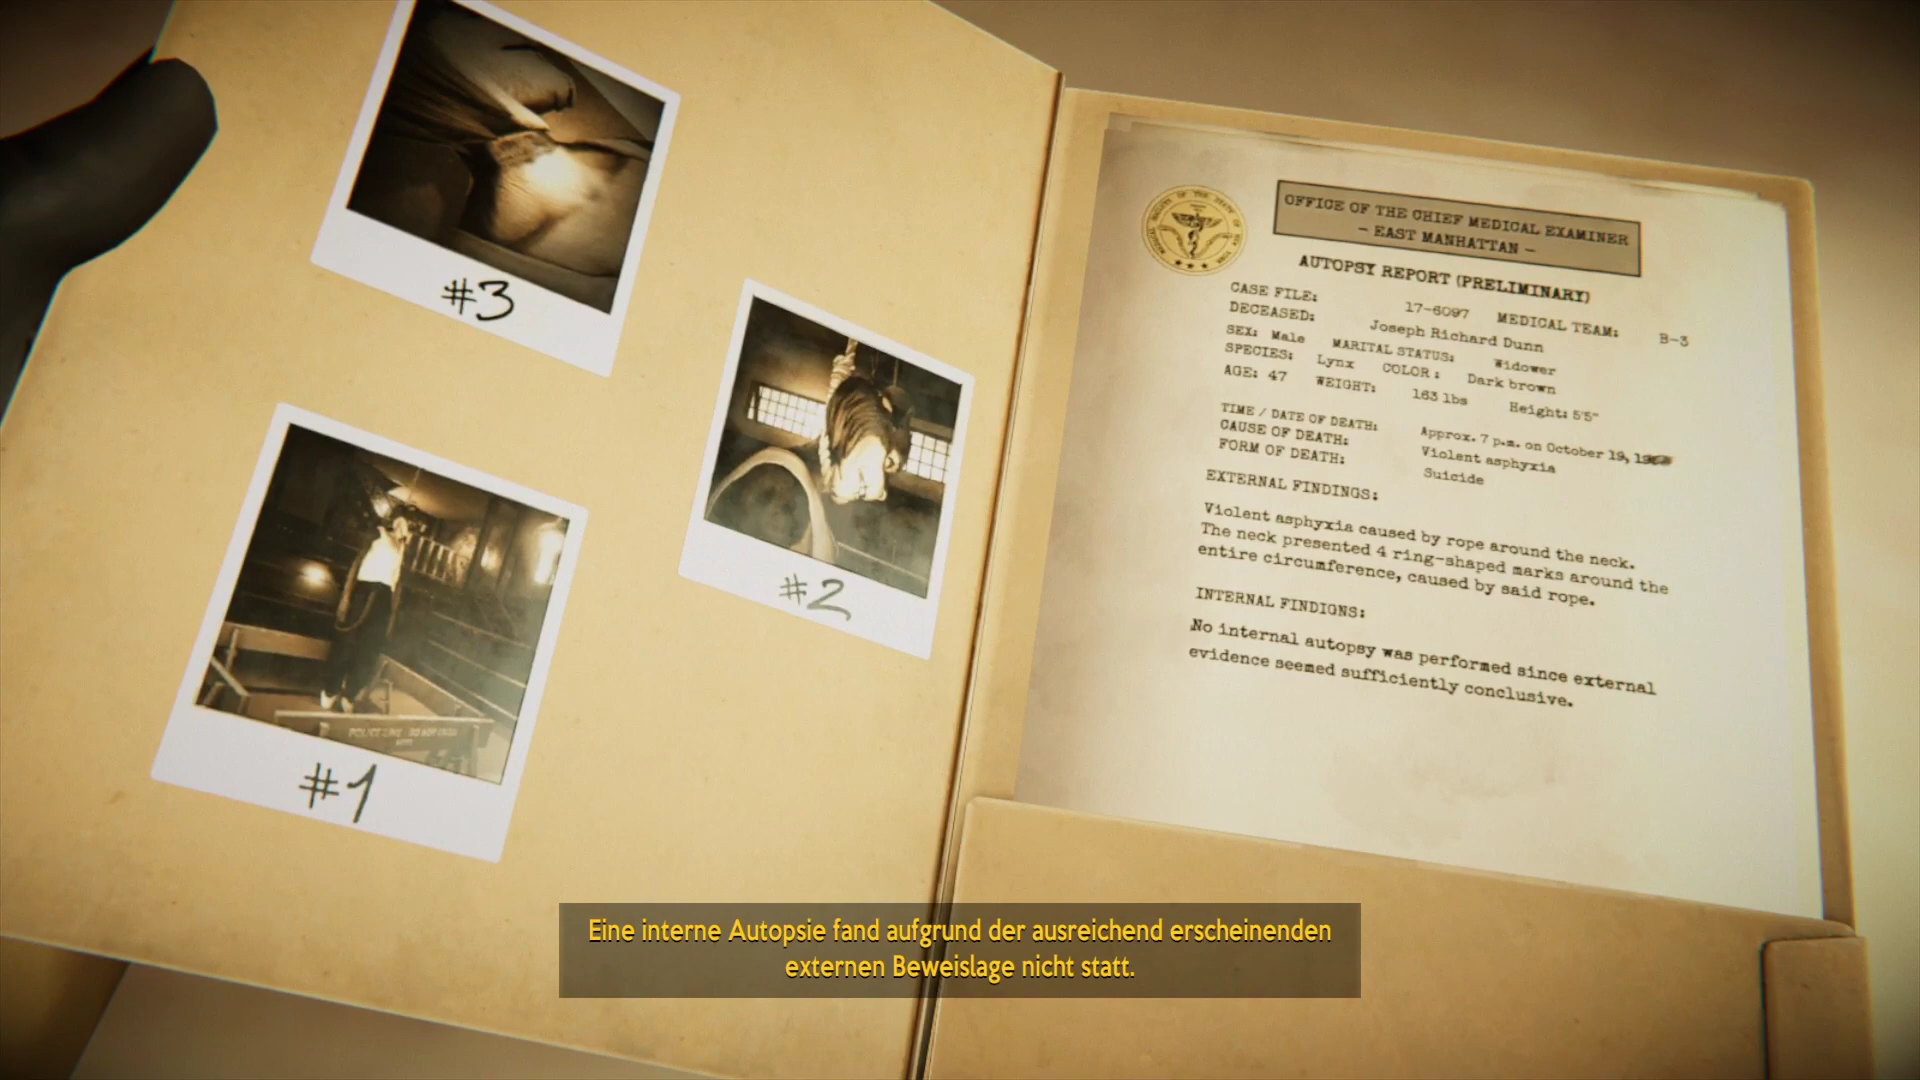 #3
#2
#1
OFFICE OF THE CHIEF MEDICAL EXAMINER
- EAST MANHATTAN -
AUTOPSY REPORT (PRELIMINARY)
CASE FILE: 17-6097 MEDICAL TEAM: B-3
DECEASED: Joseph Richard Dunn
SEX: Male MARITAL STATUS: Widower
SPECIES: Lynx COLOR: Dark brown
AGE: 47 WEIGHT: 163 lbs Height: 5'5"
TIME / DATE OF DEATH: Approx. 7 p.m. on October 19,
CAUSE OF DEATH: Violent asphyxia
FORM OF DEATH: Suicide
EXTERNAL FINDINGS:
Violent asphyxia caused by rope around the neck.
The neck presented 4 ring-shaped marks around the
entire circumference, caused by said rope.
INTERNAL FINDIGNS:
No internal autopsy was performed since external
evidence seemed sufficiently conclusive.
Eine interne Autopsie fand aufgrund der ausreichend erscheinenden
externen Beweislage nicht statt.